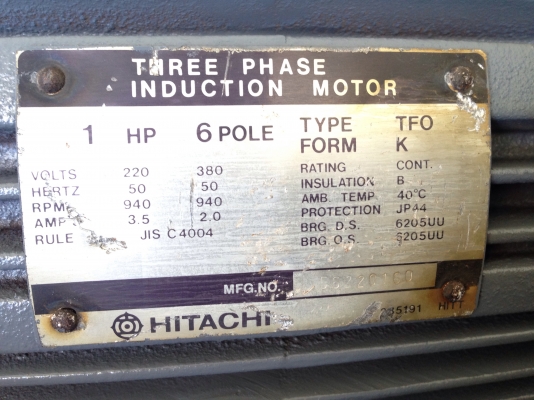 THREE PHASE
INDUCTION MOTOR
1 HP 6 POLE TYPE TFO
FORM K
VOLTS 220 380
HERTZ 50 50
RPM 940 940
AMP 3.5 2.0
RULE JIS C4004
RATING CONT.
INSULATION B
AMB. TEMP 40°C
PROTECTION JP44
BRG. D.S. 6205UU
BRG. O.S. 6205UU
MFG.NO.
HITACHI